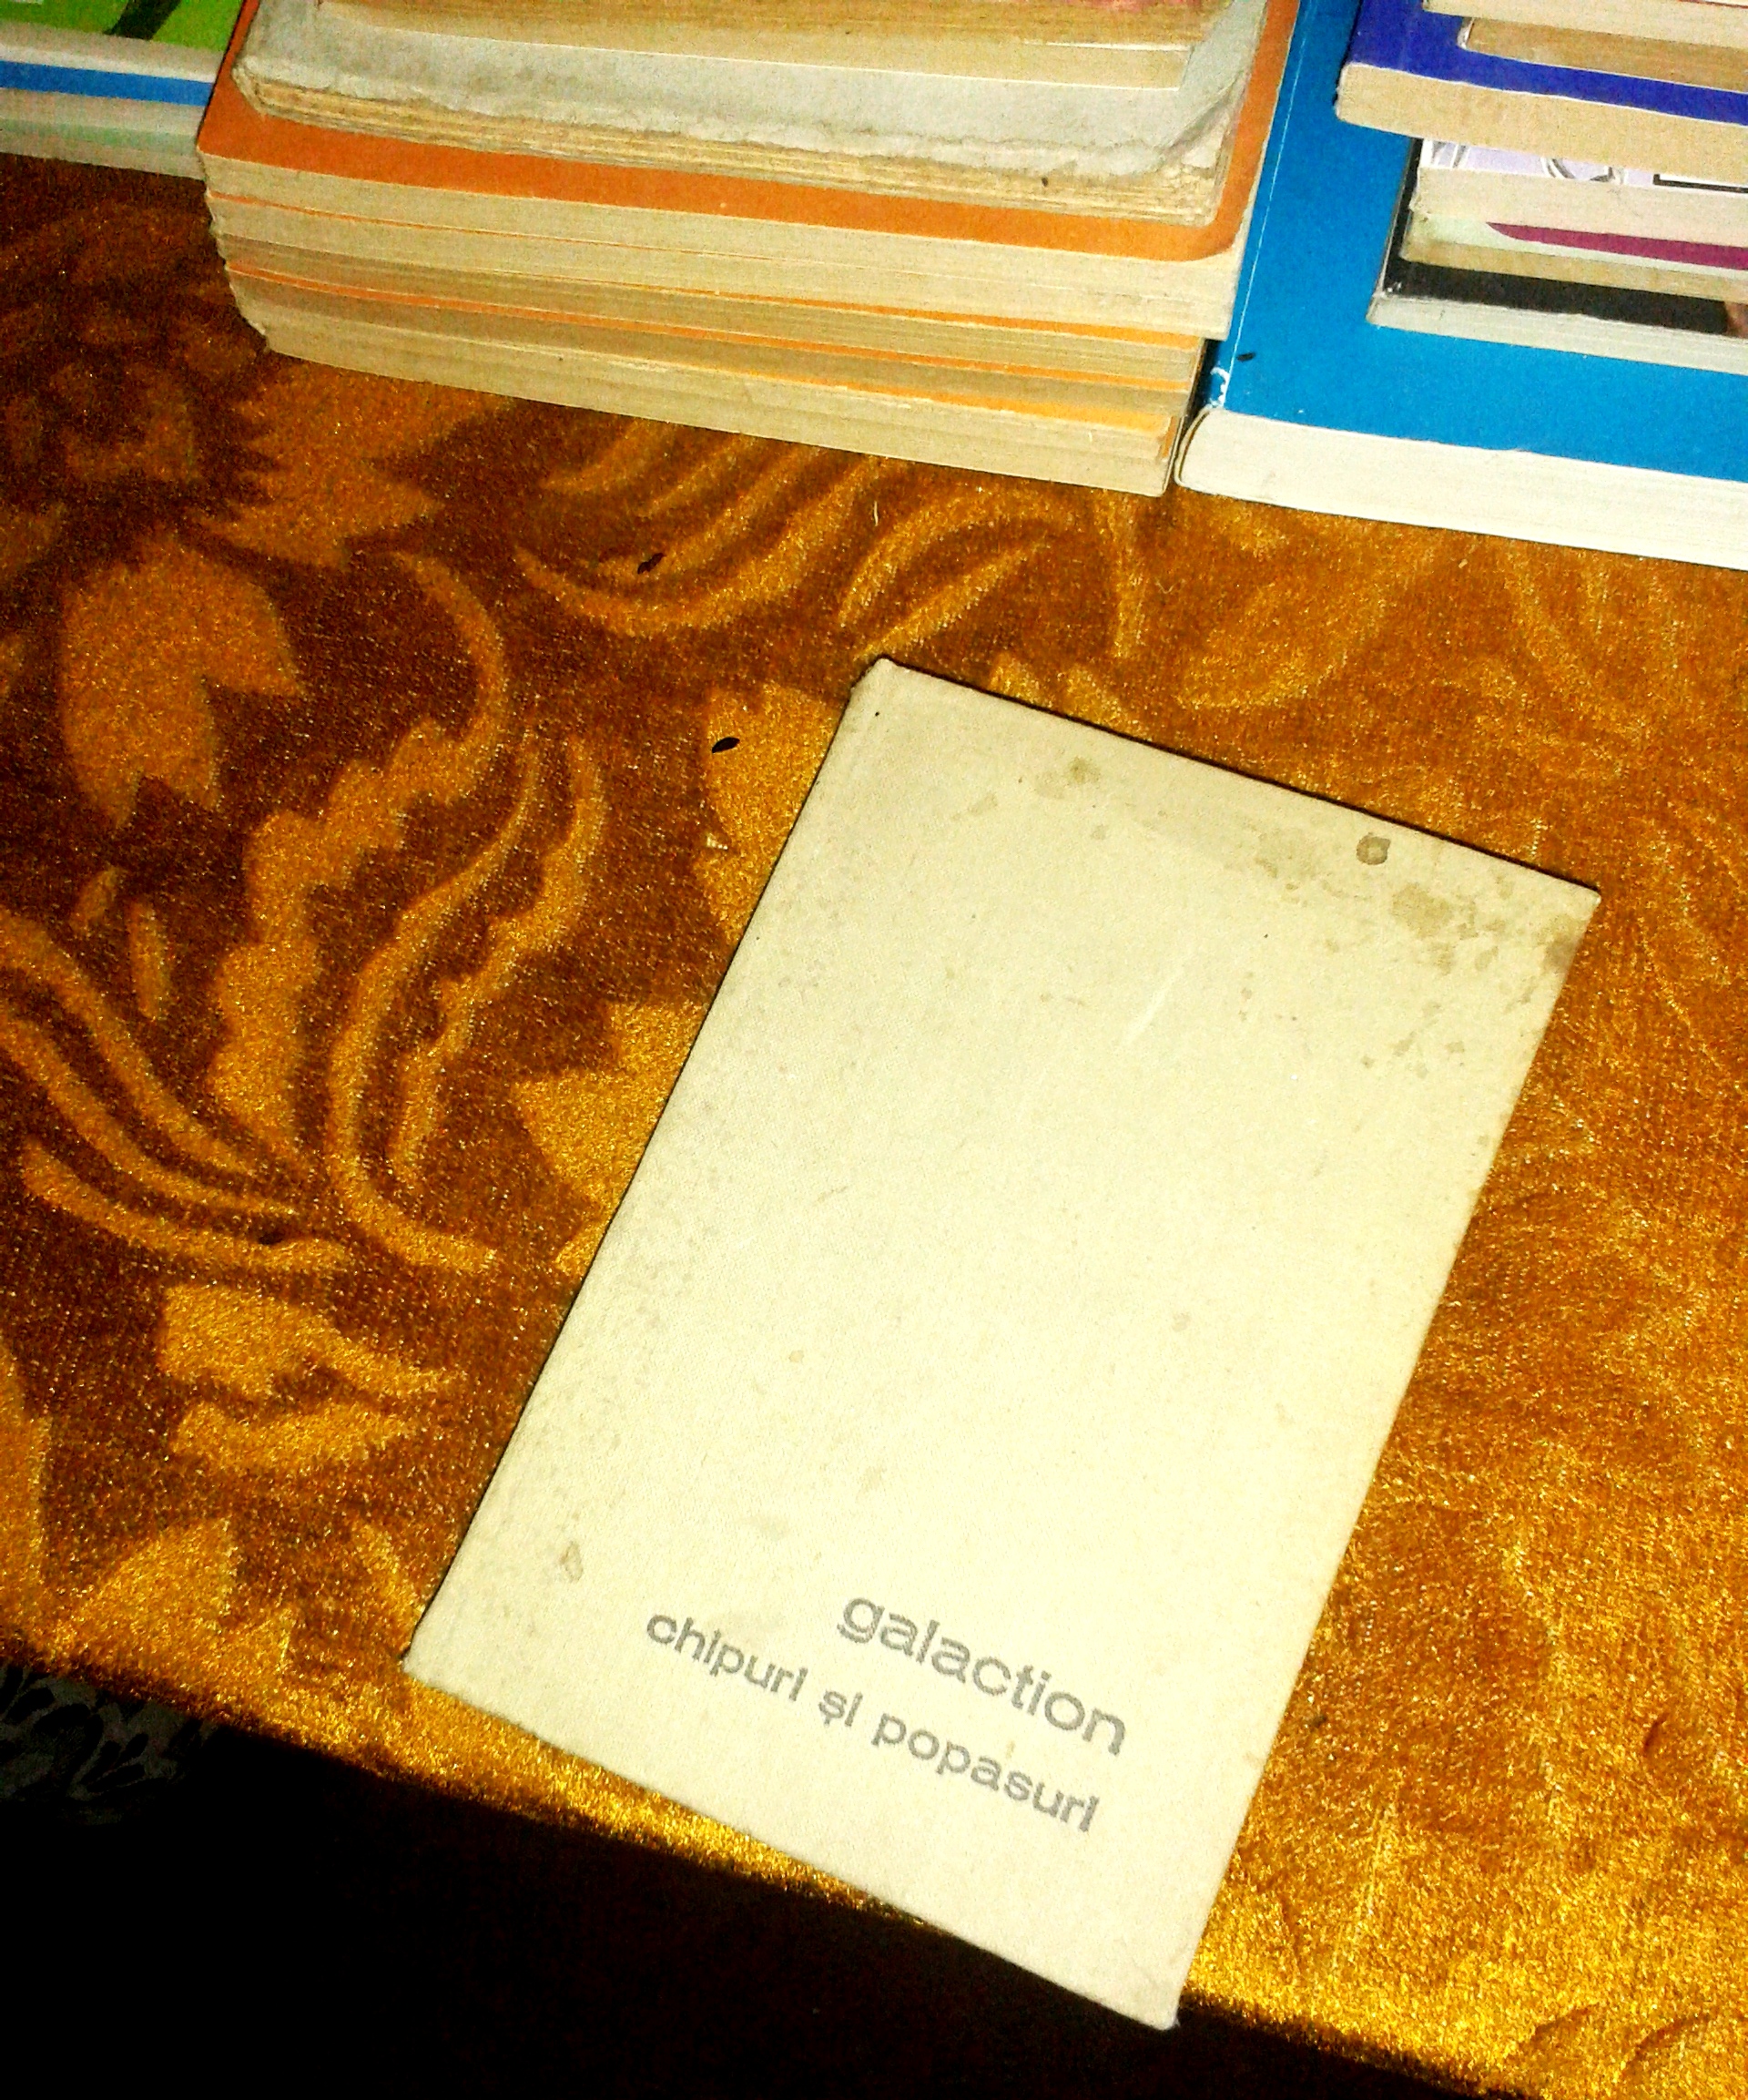 galaction
chipuri și popasuri